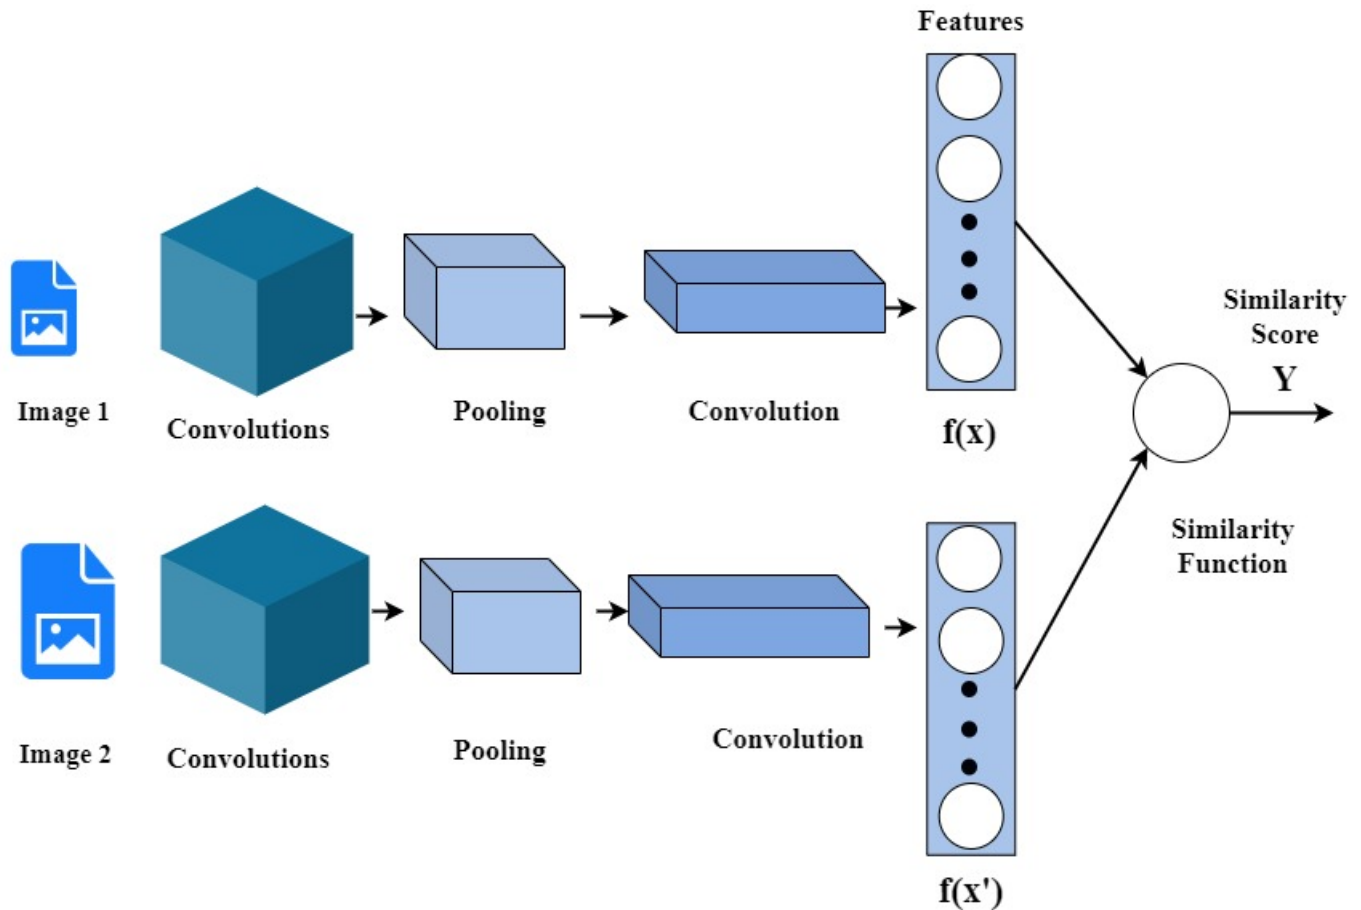 Features
Image 1
Convolutions
Pooling
Convolution
f(x)
Similarity
Score
Y
Similarity
Function
Image 2
Convolutions
Pooling
Convolution
f(x')